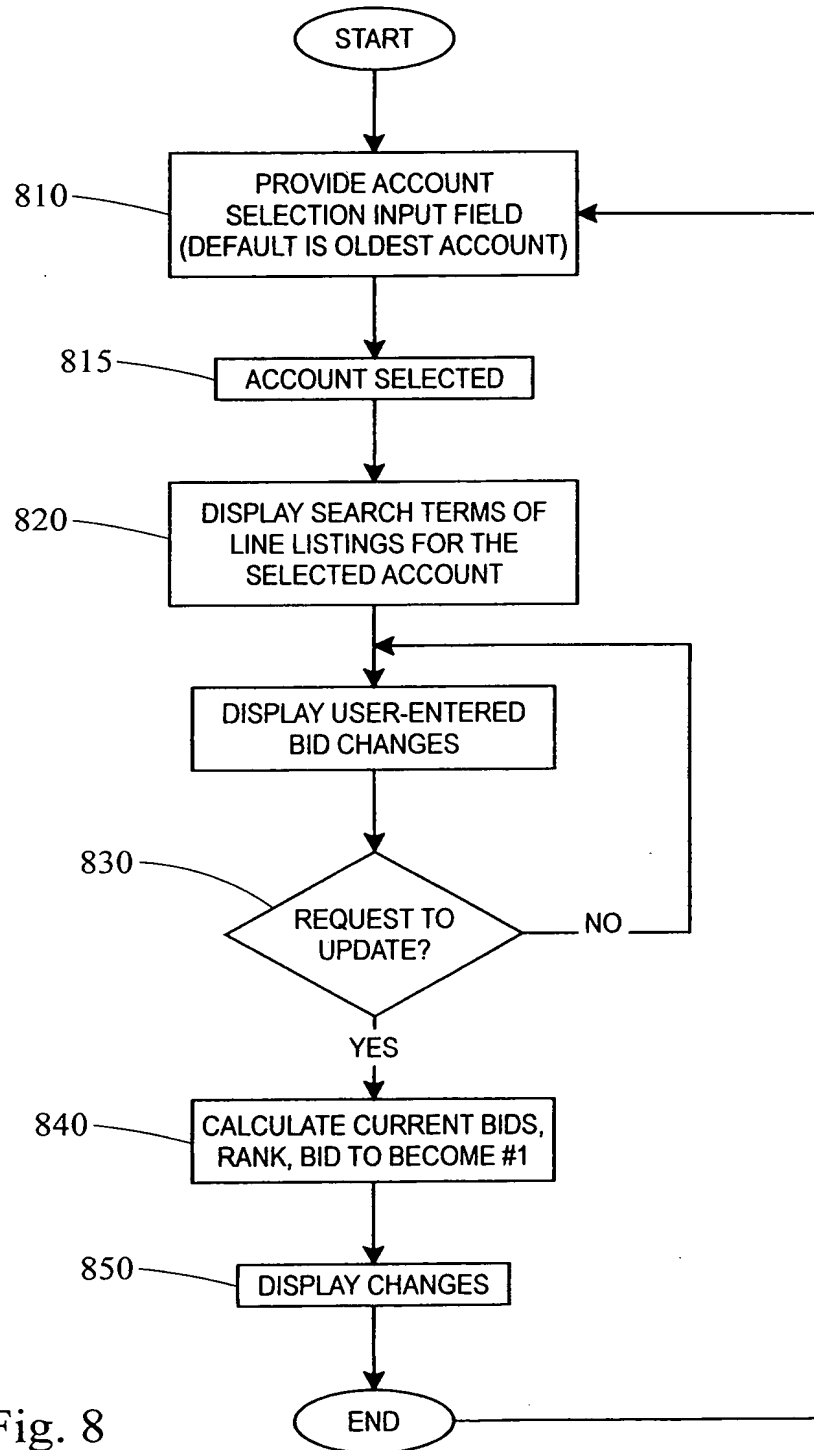 START
810
PROVIDE ACCOUNT
SELECTION INPUT FIELD
(DEFAULT IS OLDEST ACCOUNT)
815
ACCOUNT SELECTED
820
DISPLAY SEARCH TERMS OF
LINE LISTINGS FOR THE
SELECTED ACCOUNT
DISPLAY USER-ENTERED
BID CHANGES
830
REQUEST TO
UPDATE?
NO
YES
840
CALCULATE CURRENT BIDS,
RANK, BID TO BECOME #1
850
DISPLAY CHANGES
END
Fig. 8